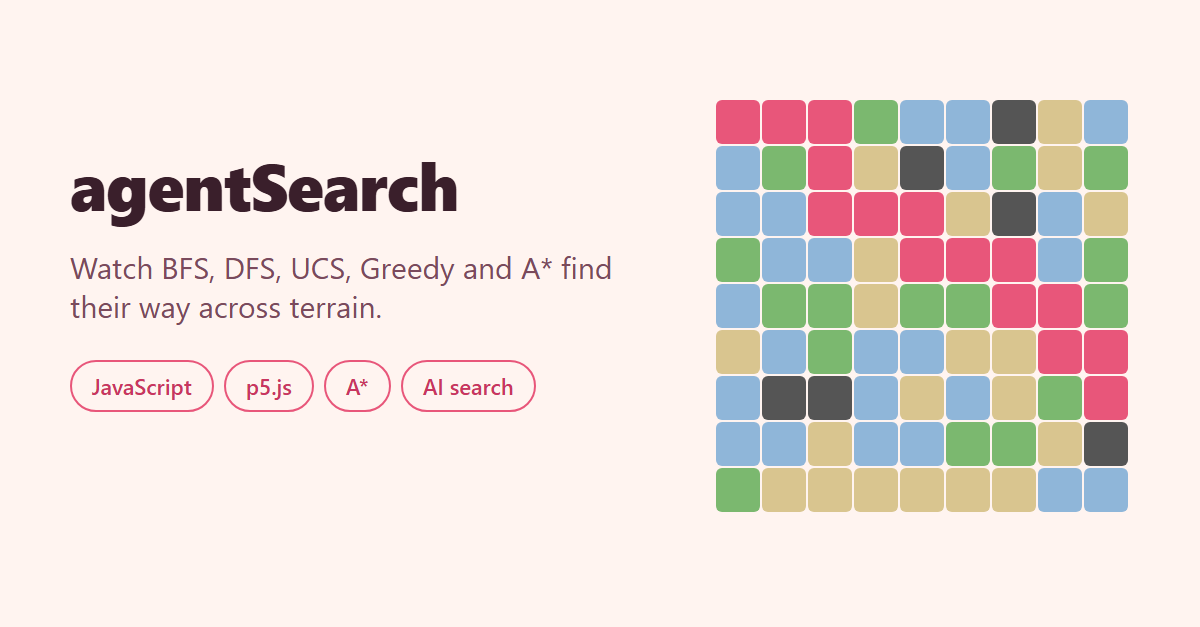 agentSearch
Watch BFS, DFS, UCS, Greedy and A* find
their way across terrain.
JavaScript
p5.js
A*
AI search